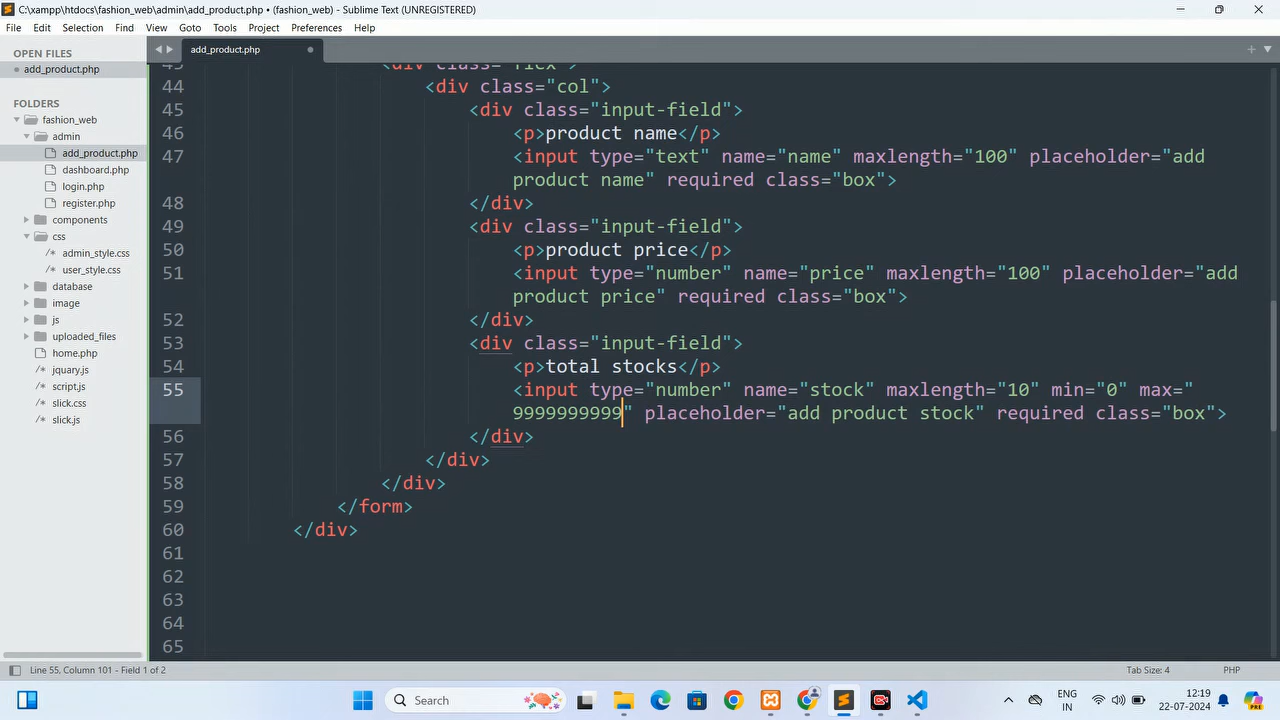 C:\xampp\htdocs\fashion_web\admin\add_product.php • (fashion_web) - Sublime Text (UNREGISTERED)
File Edit Selection Find View Goto Tools Project Preferences Help
OPEN FILES
add_product.php
FOLDERS
fashion_web
admin
add_product.php
dashboard.php
login.php
register.php
components
css
admin_style.css
user_style.css
database
image
js
uploaded_files
home.php
jquary.js
script.js
slick.css
slick.js
add_product.php
43 <div class="flex">
44 <div class="col">
45 <div class="input-field">
46 <p>product name</p>
47 <input type="text" name="name" maxlength="100" placeholder="add
product name" required class="box">
48 </div>
49 <div class="input-field">
50 <p>product price</p>
51 <input type="number" name="price" maxlength="100" placeholder="add
product price" required class="box">
52 </div>
53 <div class="input-field">
54 <p>total stocks</p>
55 <input type="number" name="stock" maxlength="10" min="0" max="
9999999999" placeholder="add product stock" required class="box">
56 </div>
57 </div>
58 </div>
59 </form>
60 </div>
61
62
63
64
65
Line 55, Column 101 - Field 1 of 2
Tab Size: 4 PHP
Search
ENG
IN
12:19
22-07-2024